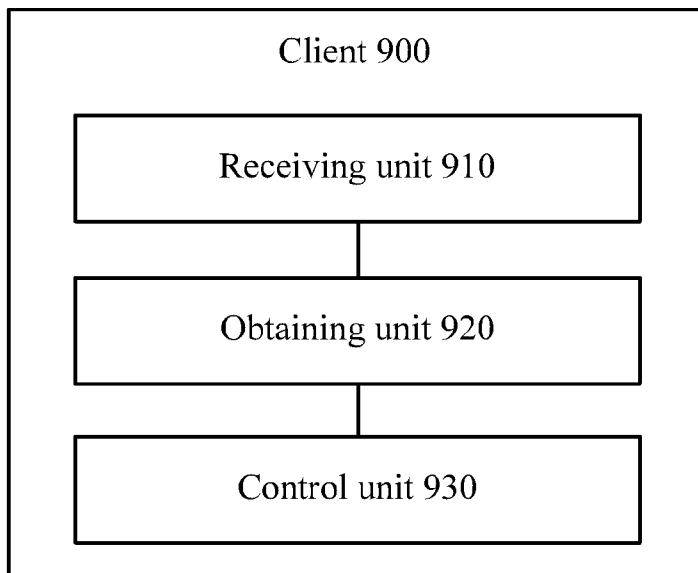 Client 900
Receiving unit 910
Obtaining unit 920
Control unit 930